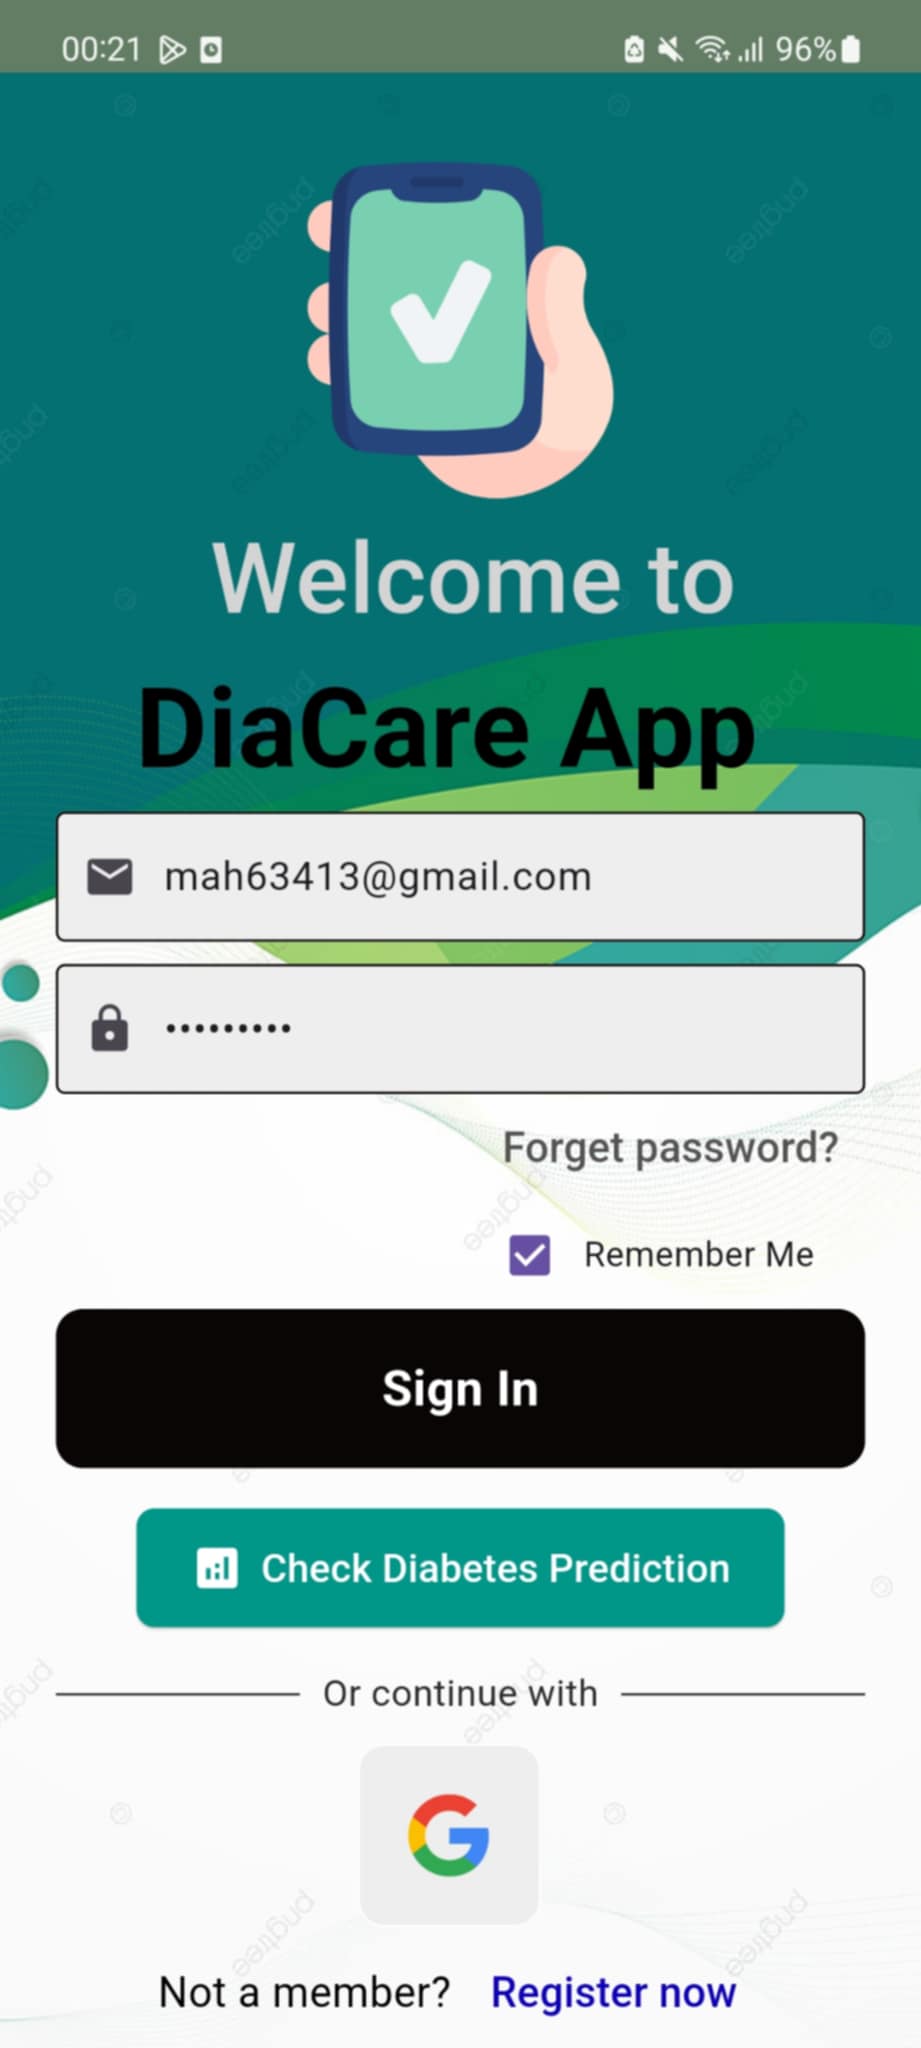 00:21 96%
Welcome to
DiaCare App
mah63413@gmail.com
•••••••••
Forget password?
Remember Me
Sign In
Check Diabetes Prediction
Or continue with
Not a member? Register now
pngtree